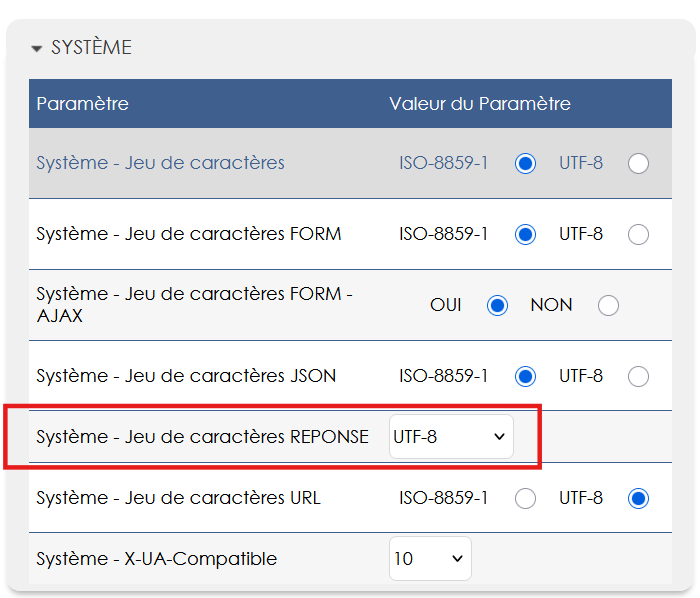 SYSTÈME
Paramètre Valeur du Paramètre
Système - Jeu de caractères ISO-8859-1 UTF-8
Système - Jeu de caractères FORM ISO-8859-1 UTF-8
Système - Jeu de caractères FORM -
AJAX
OUI NON
Système - Jeu de caractères JSON ISO-8859-1 UTF-8
Système - Jeu de caractères REPONSE UTF-8
Système - Jeu de caractères URL ISO-8859-1 UTF-8
Système - X-UA-Compatible 10